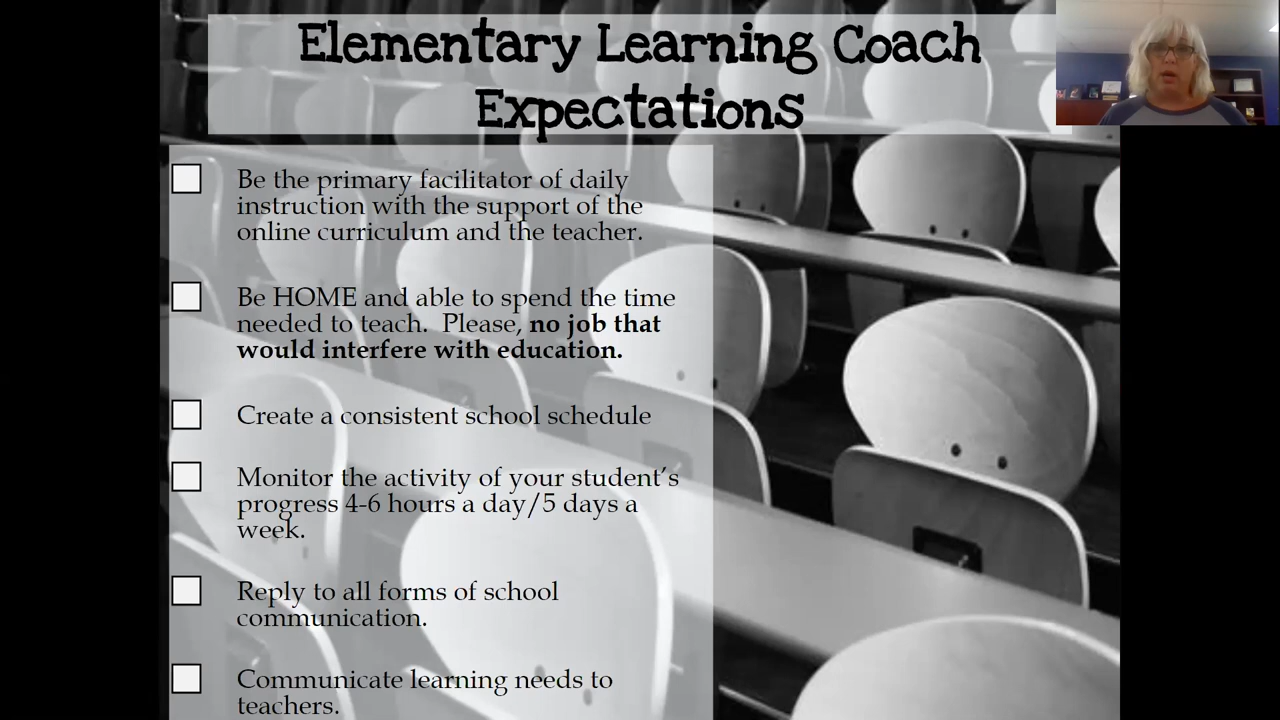 Elementary Learning Coach
Expectations
Be the primary facilitator of daily
instruction with the support of the
online curriculum and the teacher.
Be HOME and able to spend the time
needed to teach.  Please, no job that
would interfere with education.
Create a consistent school schedule
Monitor the activity of your student's
progress 4-6 hours a day/5 days a
week.
Reply to all forms of school
communication.
Communicate learning needs to
teachers.